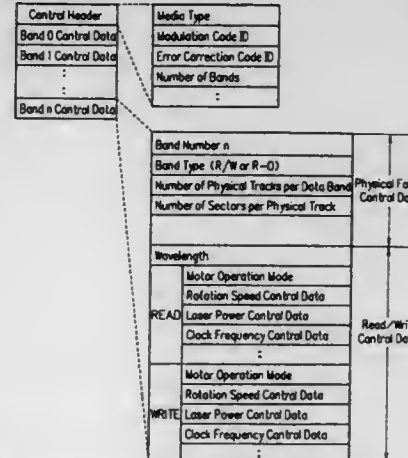 Control Header
Band 0 Control Data
Band 1 Control Data
:
:
Band n Control Data
Media Type
Modulation Code ID
Error Correction Code ID
Number of Bands
:
Band Number n
Band Type (R/W or R-O)
Number of Physical Tracks per Data Band
Number of Sectors per Physical Track
Physical Fo
Control Da
Wavelength
READ
Motor Operation Mode
Rotation Speed Control Data
Laser Power Control Data
Clock Frequency Control Data
:
Read/Wri
Control Da
WRITE
Motor Operation Mode
Rotation Speed Control Data
Laser Power Control Data
Clock Frequency Control Data
: